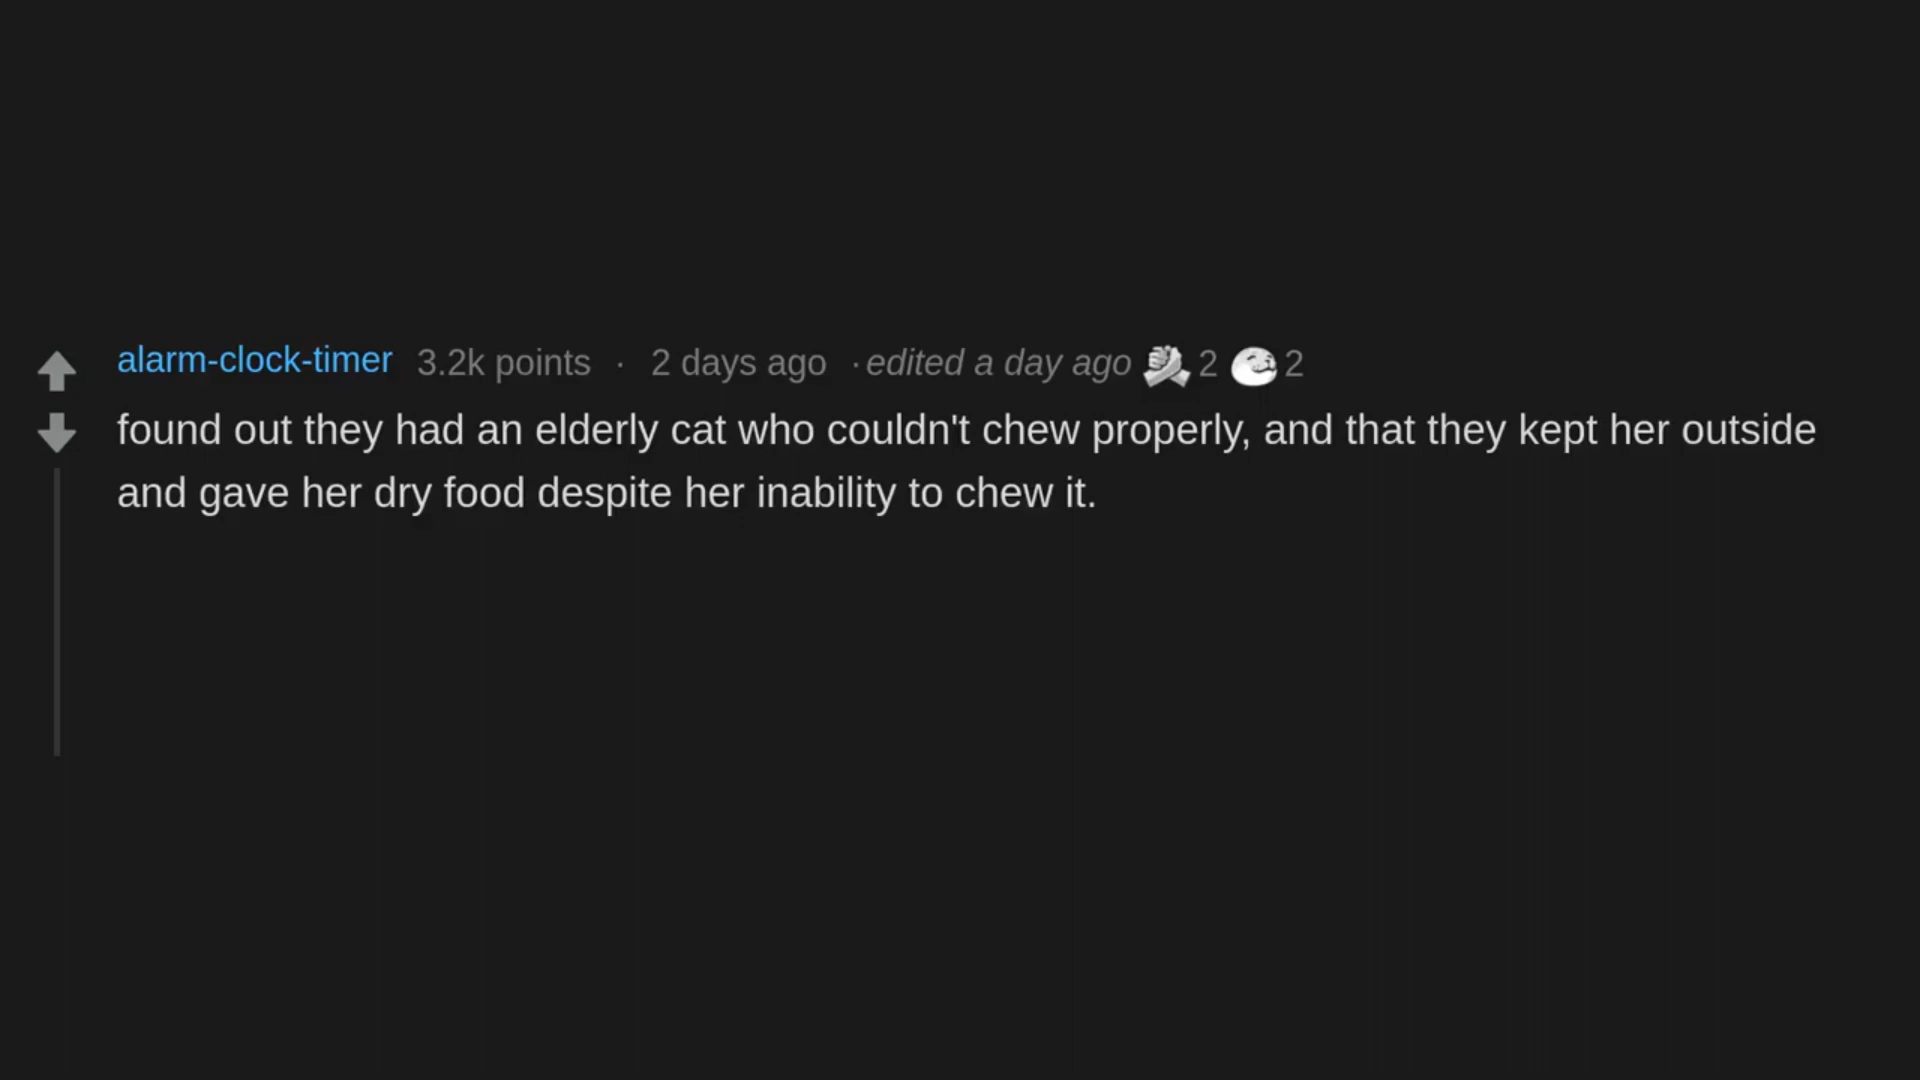 alarm-clock-timer 3.2k points · 2 days ago · edited a day ago 2 2
found out they had an elderly cat who couldn't chew properly, and that they kept her outside
and gave her dry food despite her inability to chew it.